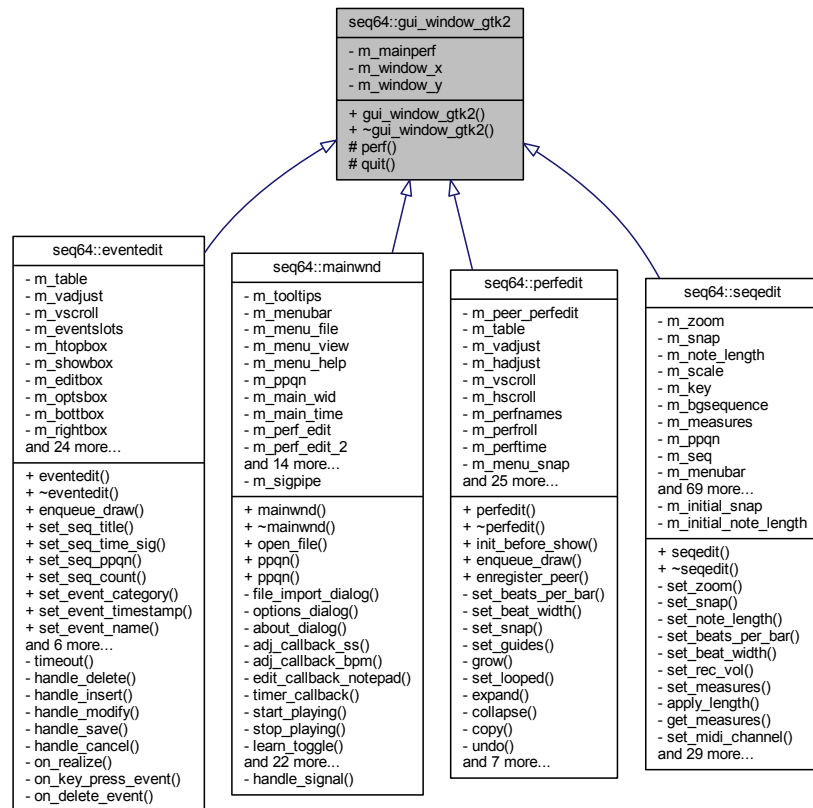 seq64::gui_window_gtk2
- m_mainperf
- m_window_x
- m_window_y
+ gui_window_gtk2()
+ ~gui_window_gtk2()
# perf()
# quit()
seq64::eventedit
- m_table
- m_vadjust
- m_vscroll
- m_eventslots
- m_htopbox
- m_showbox
- m_editbox
- m_optsbox
- m_bottbox
- m_rightbox
and 24 more...
+ eventedit()
+ ~eventedit()
+ enqueue_draw()
+ set_seq_title()
+ set_seq_time_sig()
+ set_seq_ppqn()
+ set_seq_count()
+ set_event_category()
+ set_event_timestamp()
+ set_event_name()
and 6 more...
- timeout()
- handle_delete()
- handle_insert()
- handle_modify()
- handle_save()
- handle_cancel()
- on_realize()
- on_key_press_event()
- on_delete_event()
seq64::mainwnd
- m_tooltips
- m_menubar
- m_menu_file
- m_menu_view
- m_menu_help
- m_ppqn
- m_main_wid
- m_main_time
- m_perf_edit
- m_perf_edit_2
and 14 more...
- m_sigpipe
+ mainwnd()
+ ~mainwnd()
+ open_file()
+ ppqn()
+ ppqn()
- file_import_dialog()
- options_dialog()
- about_dialog()
- adj_callback_ss()
- adj_callback_bpm()
- edit_callback_notepad()
- timer_callback()
- start_playing()
- stop_playing()
- learn_toggle()
and 22 more...
- handle_signal()
seq64::perfedit
- m_peer_perfedit
- m_table
- m_vadjust
- m_hadjust
- m_vscroll
- m_hscroll
- m_perfnames
- m_perfroll
- m_perftime
- m_menu_snap
and 25 more...
+ perfedit()
+ ~perfedit()
+ init_before_show()
+ enqueue_draw()
+ enregister_peer()
- set_beats_per_bar()
- set_beat_width()
- set_snap()
- set_guides()
- grow()
- set_looped()
- expand()
- collapse()
- copy()
- undo()
and 7 more...
seq64::seqedit
- m_zoom
- m_snap
- m_note_length
- m_scale
- m_key
- m_bgsequence
- m_measures
- m_ppqn
- m_seq
- m_menubar
and 69 more...
- m_initial_snap
- m_initial_note_length
+ seqedit()
+ ~seqedit()
- set_zoom()
- set_snap()
- set_note_length()
- set_beats_per_bar()
- set_beat_width()
- set_rec_vol()
- set_measures()
- apply_length()
- get_measures()
- set_midi_channel()
and 29 more...